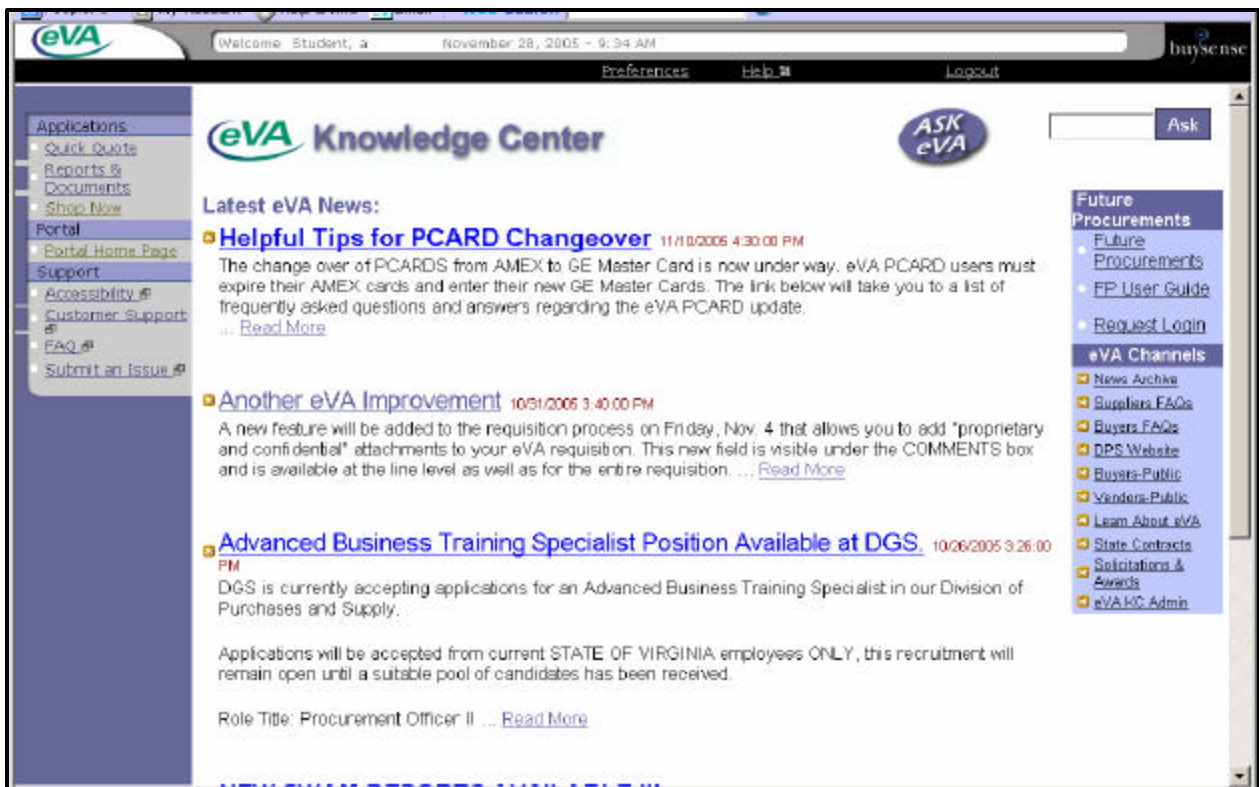 eVA
Welcome Student, a November 28, 2005 - 9:34 AM
buysense
Preferences Help Logout
Applications
Quick Quote
Reports &
Documents
Shop Now
Portal
Portal Home Page
Support
Accessibility
Customer Support
FAQ
Submit an Issue
eVA Knowledge Center
ASK
eVA
Ask
Latest eVA News:
Helpful Tips for PCARD Changeover 11/10/2005 4:30:00 PM
The change over of PCARDS from AMEX to GE Master Card is now under way. eVA PCARD users must
expire their AMEX cards and enter their new GE Master Cards. The link below will take you to a list of
frequently asked questions and answers regarding the eVA PCARD update.
... Read More
Another eVA Improvement 10/31/2005 3:40:00 PM
A new feature will be added to the requisition process on Friday, Nov. 4 that allows you to add "proprietary
and confidential" attachments to your eVA requisition. This new field is visible under the COMMENTS box
and is available at the line level as well as for the entire requisition. ... Read More
Advanced Business Training Specialist Position Available at DGS. 10/26/2005 3:26:00
PM
DGS is currently accepting applications for an Advanced Business Training Specialist in our Division of
Purchases and Supply.
Applications will be accepted from current STATE OF VIRGINIA employees ONLY, this recruitment will
remain open until a suitable pool of candidates has been received.
Role Title: Procurement Officer II ... Read More
NEW SWAM REPORTS AVAILABLE !!!
Future
Procurements
Future
Procurements
FP User Guide
Request Login
eVA Channels
News Archive
Suppliers FAQs
Buyers FAQs
DPS Website
Buyers-Public
Vendors-Public
Learn About eVA
State Contracts
Solicitations &
Awards
eVA KC Admin